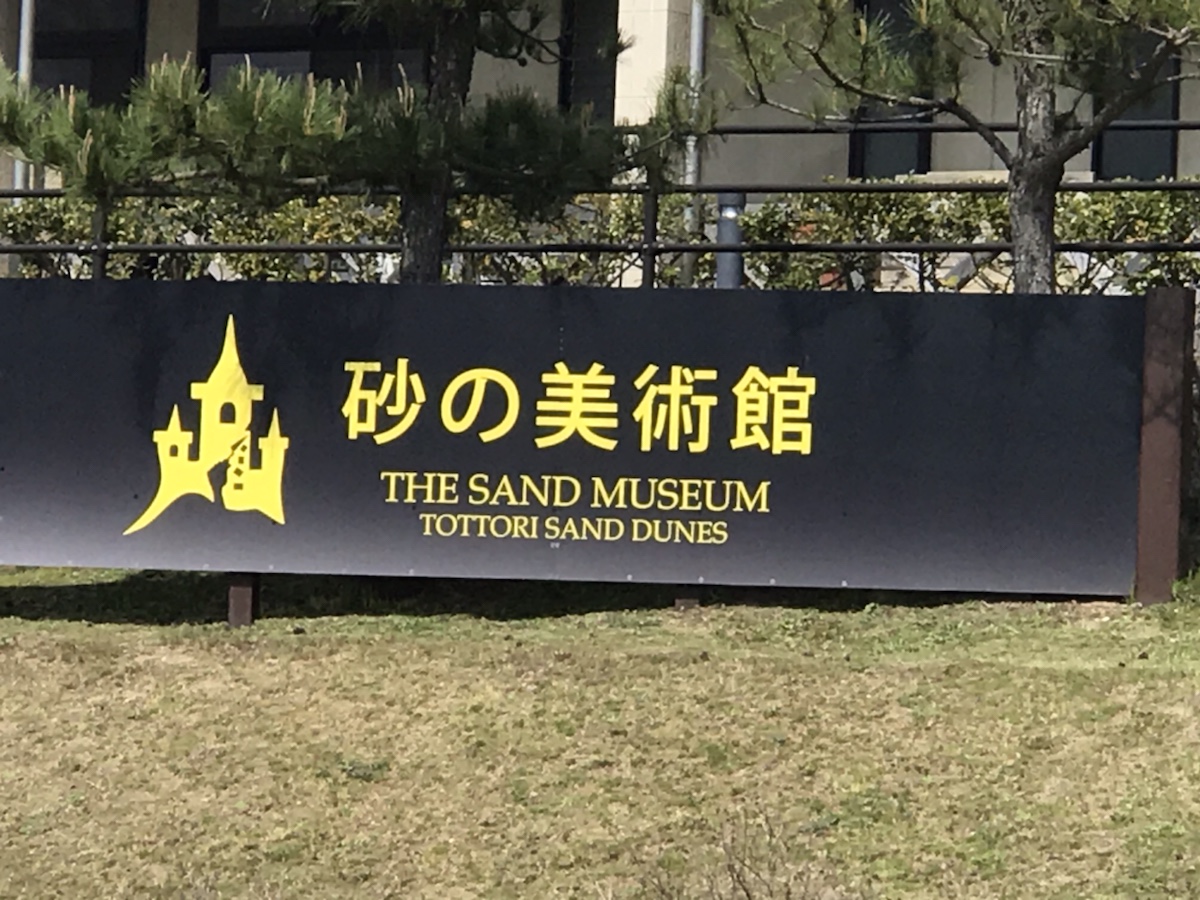 砂の美術館
THE SAND MUSEUM
TOTTORI SAND DUNES